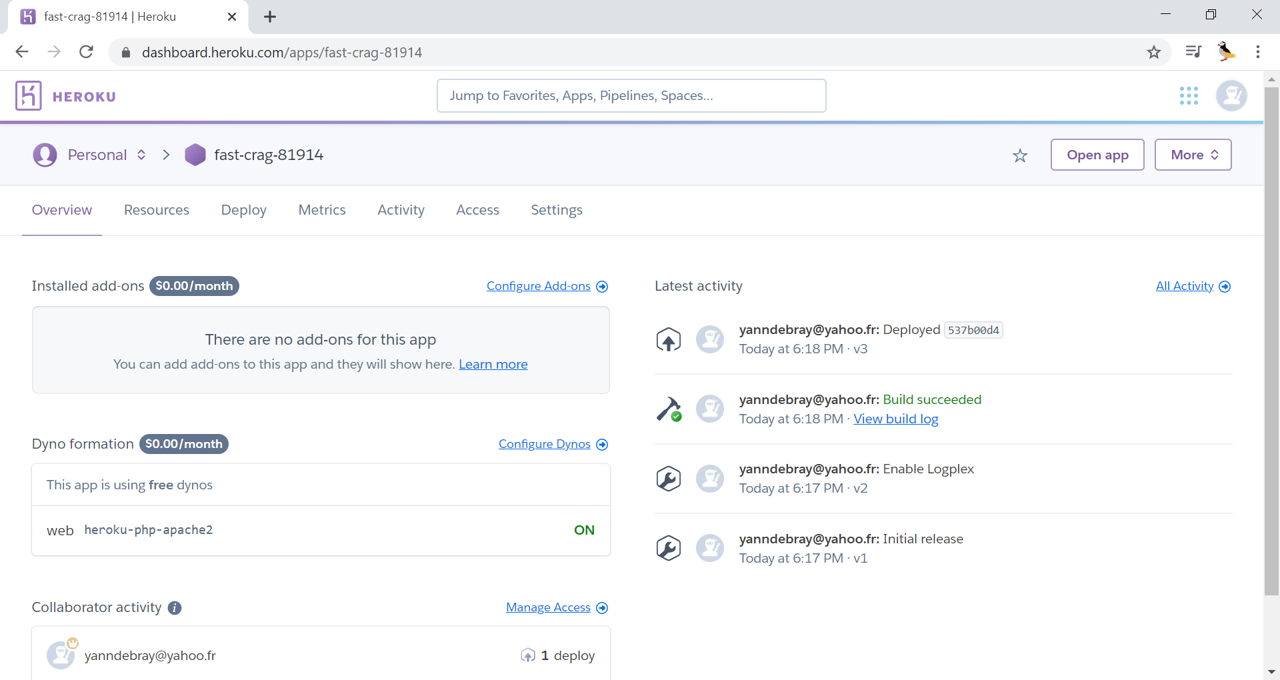 fast-crag-81914 | Heroku
dashboard.heroku.com/apps/fast-crag-81914
HEROKU
Jump to Favorites, Apps, Pipelines, Spaces...
Personal
fast-crag-81914
Open app
More
Overview
Resources
Deploy
Metrics
Activity
Access
Settings
Installed add-ons $0.00/month
Configure Add-ons
There are no add-ons for this app
You can add add-ons to this app and they will show here. Learn more
Dyno formation $0.00/month
Configure Dynos
This app is using free dynos
web heroku-php-apache2 ON
Collaborator activity
Manage Access
yanndebray@yahoo.fr
1 deploy
Latest activity
All Activity
yanndebray@yahoo.fr: Deployed 537b00d4
Today at 6:18 PM · v3
yanndebray@yahoo.fr: Build succeeded
Today at 6:18 PM · View build log
yanndebray@yahoo.fr: Enable Logplex
Today at 6:17 PM · v2
yanndebray@yahoo.fr: Initial release
Today at 6:17 PM · v1